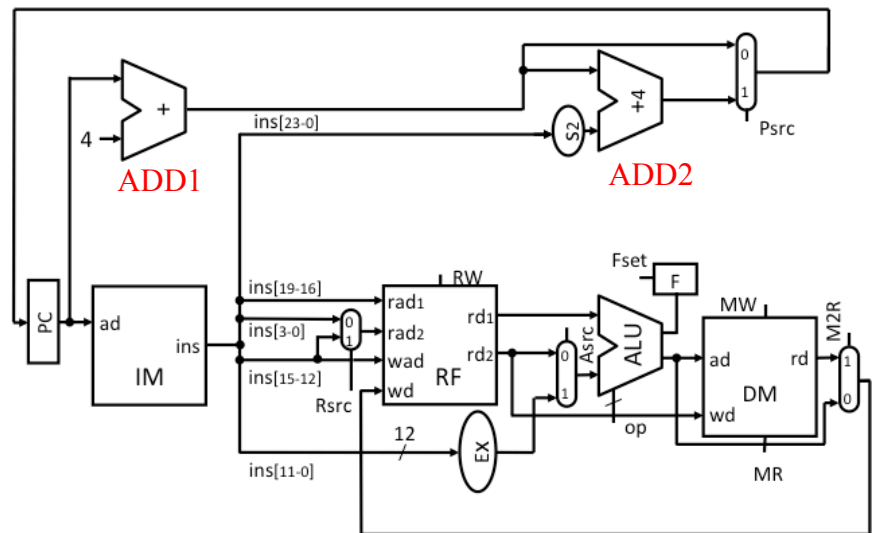 0
+
+4
1
4
ins[23-0]
S2
Psrc
ADD1
ADD2
Fset
F
ins[19-16]
RW
MW
M2R
rad1
rd1
Asrc
ALU
PC
ad
0
ins[3-0]
1
rad2
ins
rd2
0
ad
rd
1
wad
IM
ins[15-12]
RF
DM
Rsrc
wd
1
wd
0
op
12
EX
ins[11-0]
MR